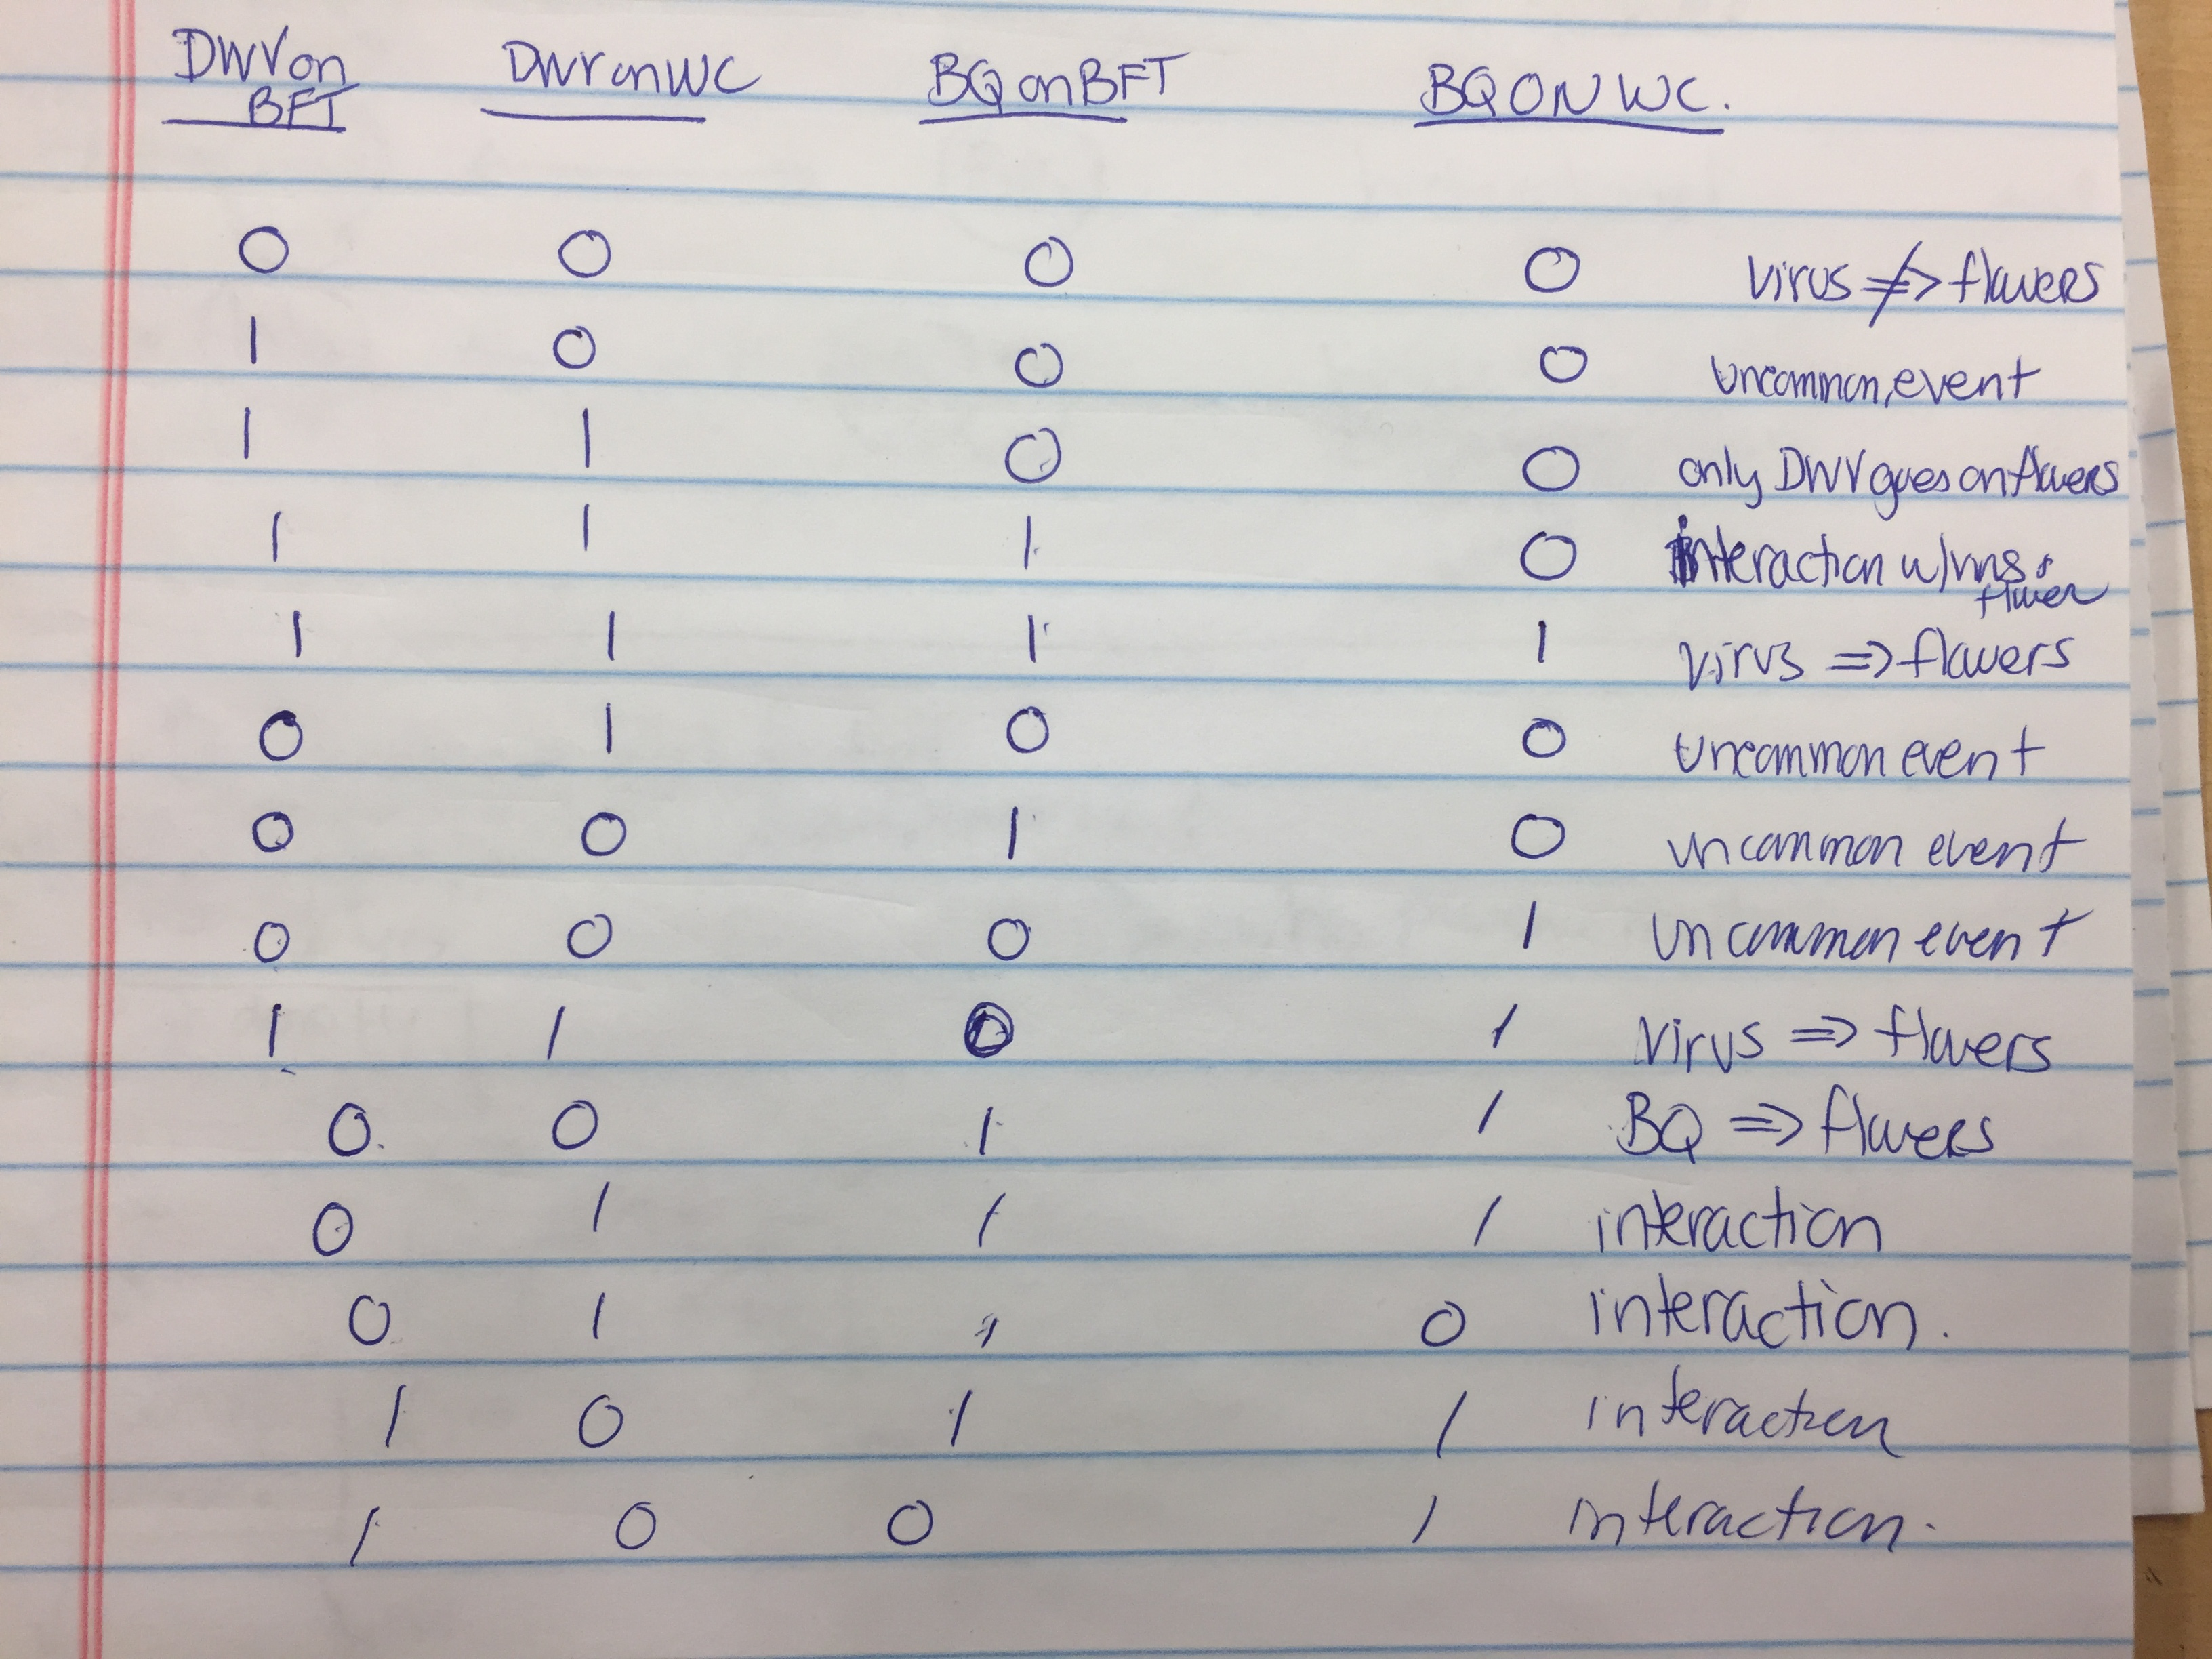 DWV on BFT DWV on WC BQ on BFT BQ ON WC.
0 0 0 0 virus ≠> flowers
1 0 0 0 uncommon event
1 1 0 0 only DWV goes on flowers
1 1 1 0 interaction w/ virus & flower
1 1 1 1 virus => flowers
0 1 0 0 uncommon event
0 0 1 0 uncommon event
0 0 0 1 uncommon event
1 1 0 1 virus => flowers
0 0 1 1 BQ => flowers
0 1 1 1 interaction
0 1 1 0 interaction.
1 0 1 1 interaction
1 0 0 1 interaction.